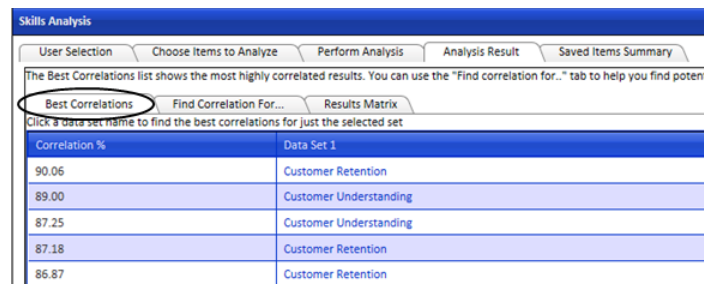 Skills Analysis
User Selection Choose Items to Analyze Perform Analysis Analysis Result Saved Items Summary
The Best Correlations list shows the most highly correlated results. You can use the "Find correlation for.." tab to help you find
Best Correlations Find Correlation For... Results Matrix
Click a data set name to find the best correlations for just the selected set
Correlation % Data Set 1
90.06 Customer Retention
89.00 Customer Understanding
87.25 Customer Understanding
87.18 Customer Retention
86.87 Customer Retention